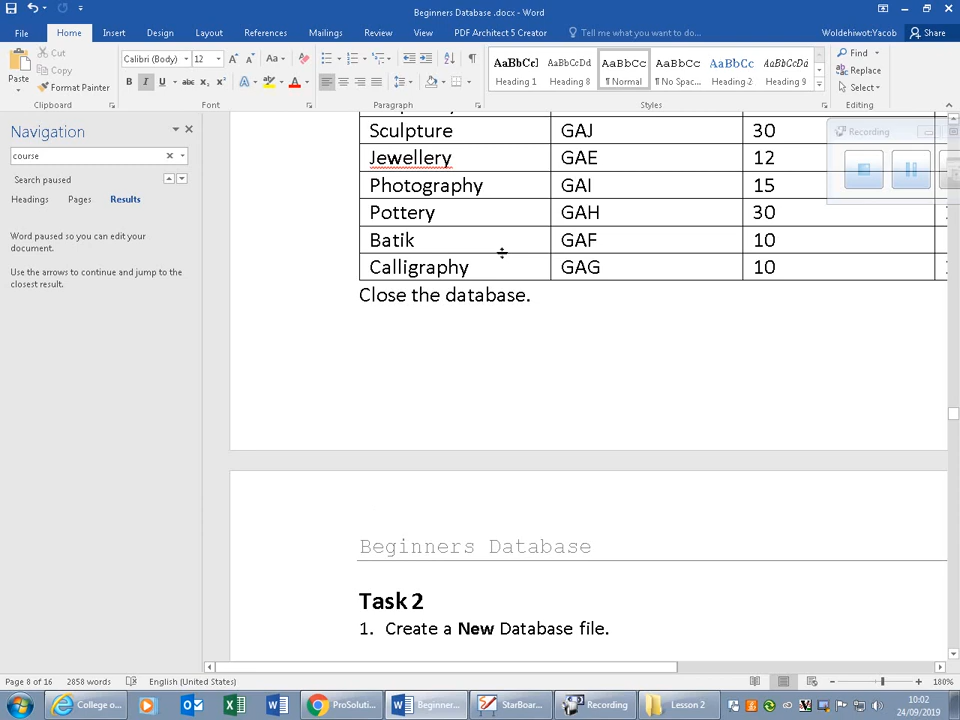 Beginners Database .docx - Word
File Home Insert Design Layout References Mailings Review View PDF Architect 5 Creator Tell me what you want to do... Woldehiwot:Yacob Share
Paste Cut Copy Format Painter
Calibri (Body) 12 Aa
B I U abc x₂ x² A A
AaBbCcI AaBbCcDd AaBbCc AaBbCc AaBbCc AaBbCcDd
Heading 1 Heading 8 ¶ Normal ¶ No Spac... Heading 2 Heading 9
Find Replace Select
Clipboard Font Paragraph Styles Editing
Navigation
course
Search paused
Headings Pages Results
Word paused so you can edit your
document.
Use the arrows to continue and jump to the
closest result.
Recording
Sculpture GAJ 30
Jewellery GAE 12
Photography GAI 15
Pottery GAH 30
Batik GAF 10
Calligraphy GAG 10
Close the database.
Beginners Database
Task 2
1. Create a New Database file.
Page 8 of 16 2858 words English (United States) 180%
College o... ProSoluti... Beginner... StarBoar... Recording Lesson 2
10:02
24/09/2019